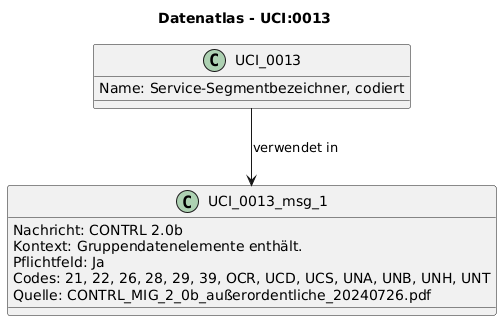 Datenatlas - UCI:0013
C UCI_0013
Name: Service-Segmentbezeichner, codiert
verwendet in
C UCI_0013_msg_1
Nachricht: CONTRL 2.0b
Kontext: Gruppendatenelemente enthält.
Pflichtfeld: Ja
Codes: 21, 22, 26, 28, 29, 39, OCR, UCD, UCS, UNA, UNB, UNH, UNT
Quelle: CONTRL_MIG_2_0b_außerordentliche_20240726.pdf